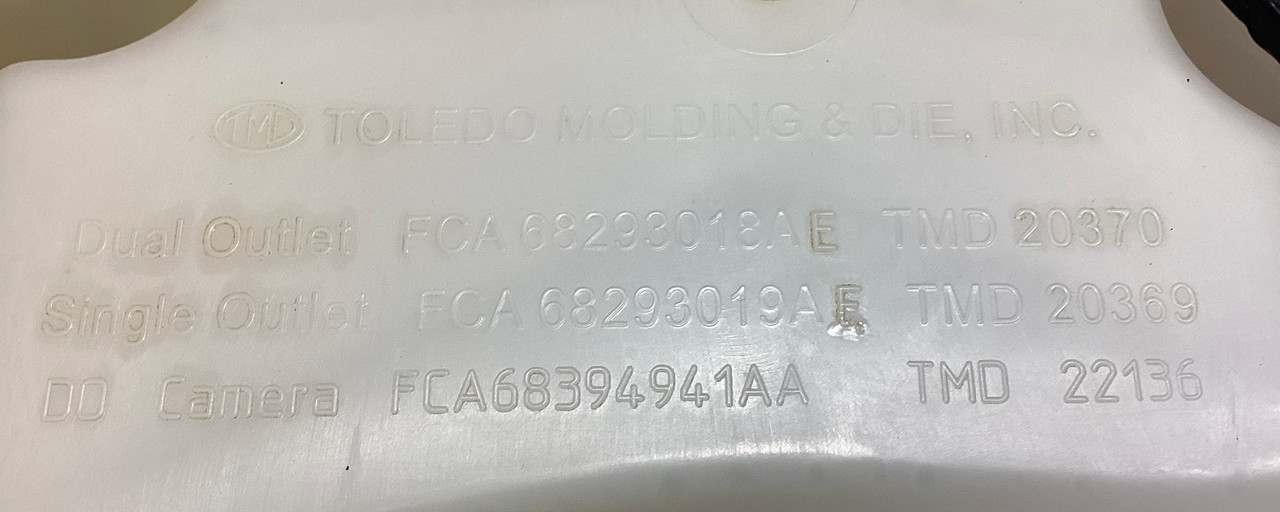 TMD TOLEDO MOLDING & DIE, INC.
Dual Outlet FCA 68293018AE TMD 20370
Single Outlet FCA 68293019AE TMD 20369
DO Camera FCA68394941AA TMD 22136